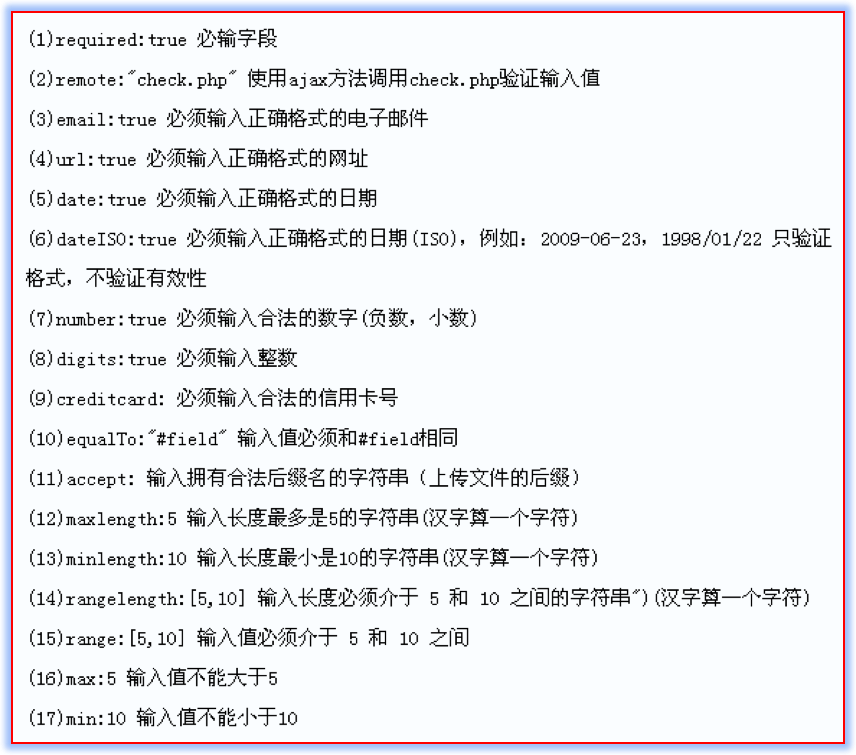 (1)required:true 必输字段
(2)remote:"check.php" 使用ajax方法调用check.php验证输入值
(3)email:true 必须输入正确格式的电子邮件
(4)url:true 必须输入正确格式的网址
(5)date:true 必须输入正确格式的日期
(6)dateISO:true 必须输入正确格式的日期(ISO)，例如：2009-06-23，1998/01/22 只验证
格式，不验证有效性
(7)number:true 必须输入合法的数字(负数，小数)
(8)digits:true 必须输入整数
(9)creditcard: 必须输入合法的信用卡号
(10)equalTo:"#field" 输入值必须和#field相同
(11)accept: 输入拥有合法后缀名的字符串（上传文件的后缀）
(12)maxlength:5 输入长度最多是5的字符串(汉字算一个字符)
(13)minlength:10 输入长度最小是10的字符串(汉字算一个字符)
(14)rangelength:[5,10] 输入长度必须介于 5 和 10 之间的字符串")(汉字算一个字符)
(15)range:[5,10] 输入值必须介于 5 和 10 之间
(16)max:5 输入值不能大于5
(17)min:10 输入值不能小于10